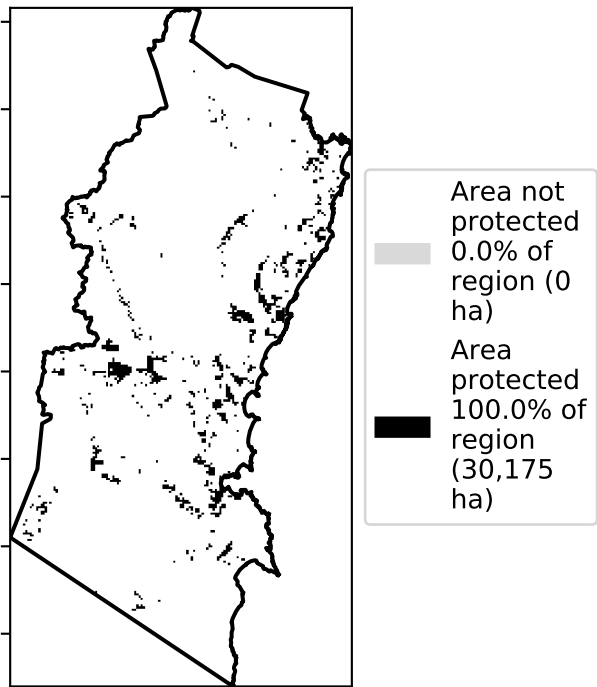 Area not
protected
0.0% of
region (0
ha)
Area
protected
100.0% of
region
(30,175
ha)